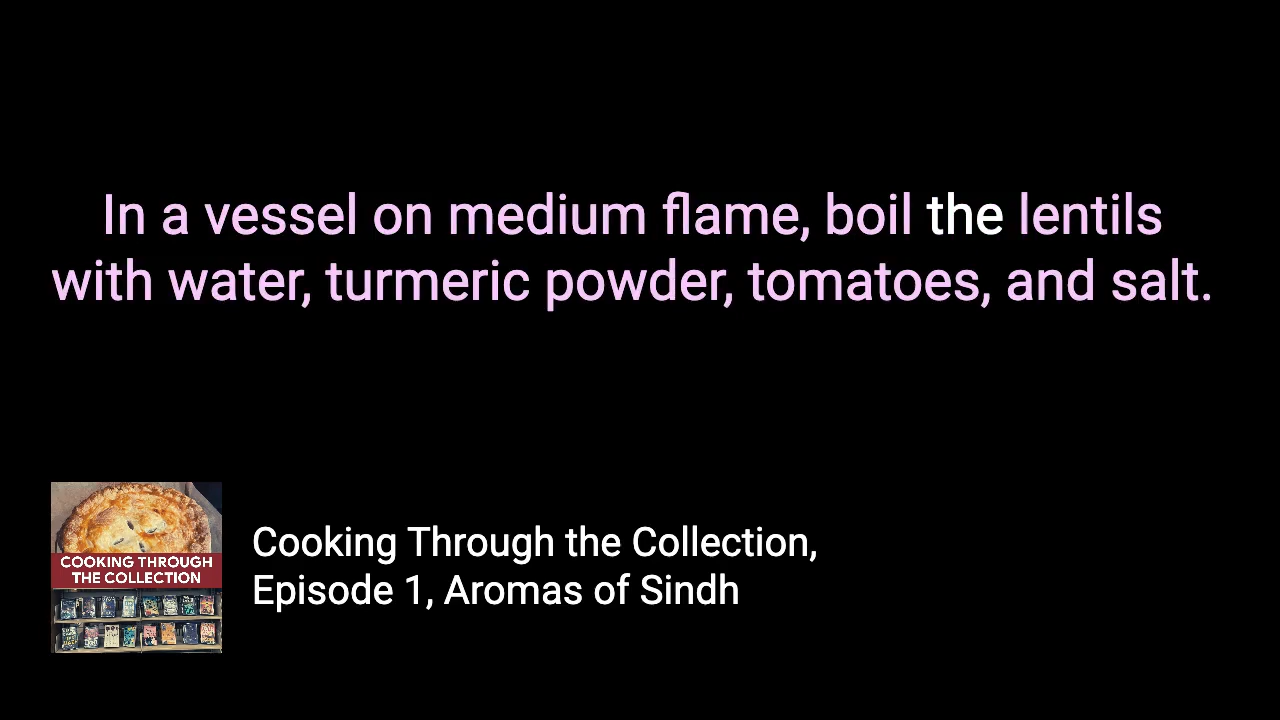 In a vessel on medium flame, boil the lentils
with water, turmeric powder, tomatoes, and salt.
COOKING THROUGH
THE COLLECTION
Cooking Through the Collection,
Episode 1, Aromas of Sindh